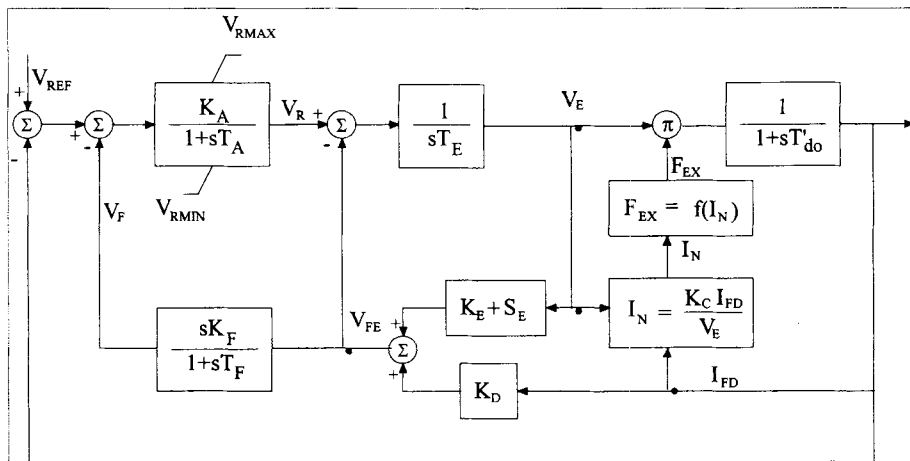 V_RMAX
V_REF
+
-
Σ
+
-
Σ
K_A
1+sT_A
V_R
+
-
Σ
1
sT_E
V_E
π
1
1+sT'_do
V_RMIN
V_F
F_EX
F_EX = f(I_N)
I_N
K_E + S_E
I_N = K_C I_FD
V_E
sK_F
1+sT_F
V_FE
+
Σ
+
K_D
I_FD